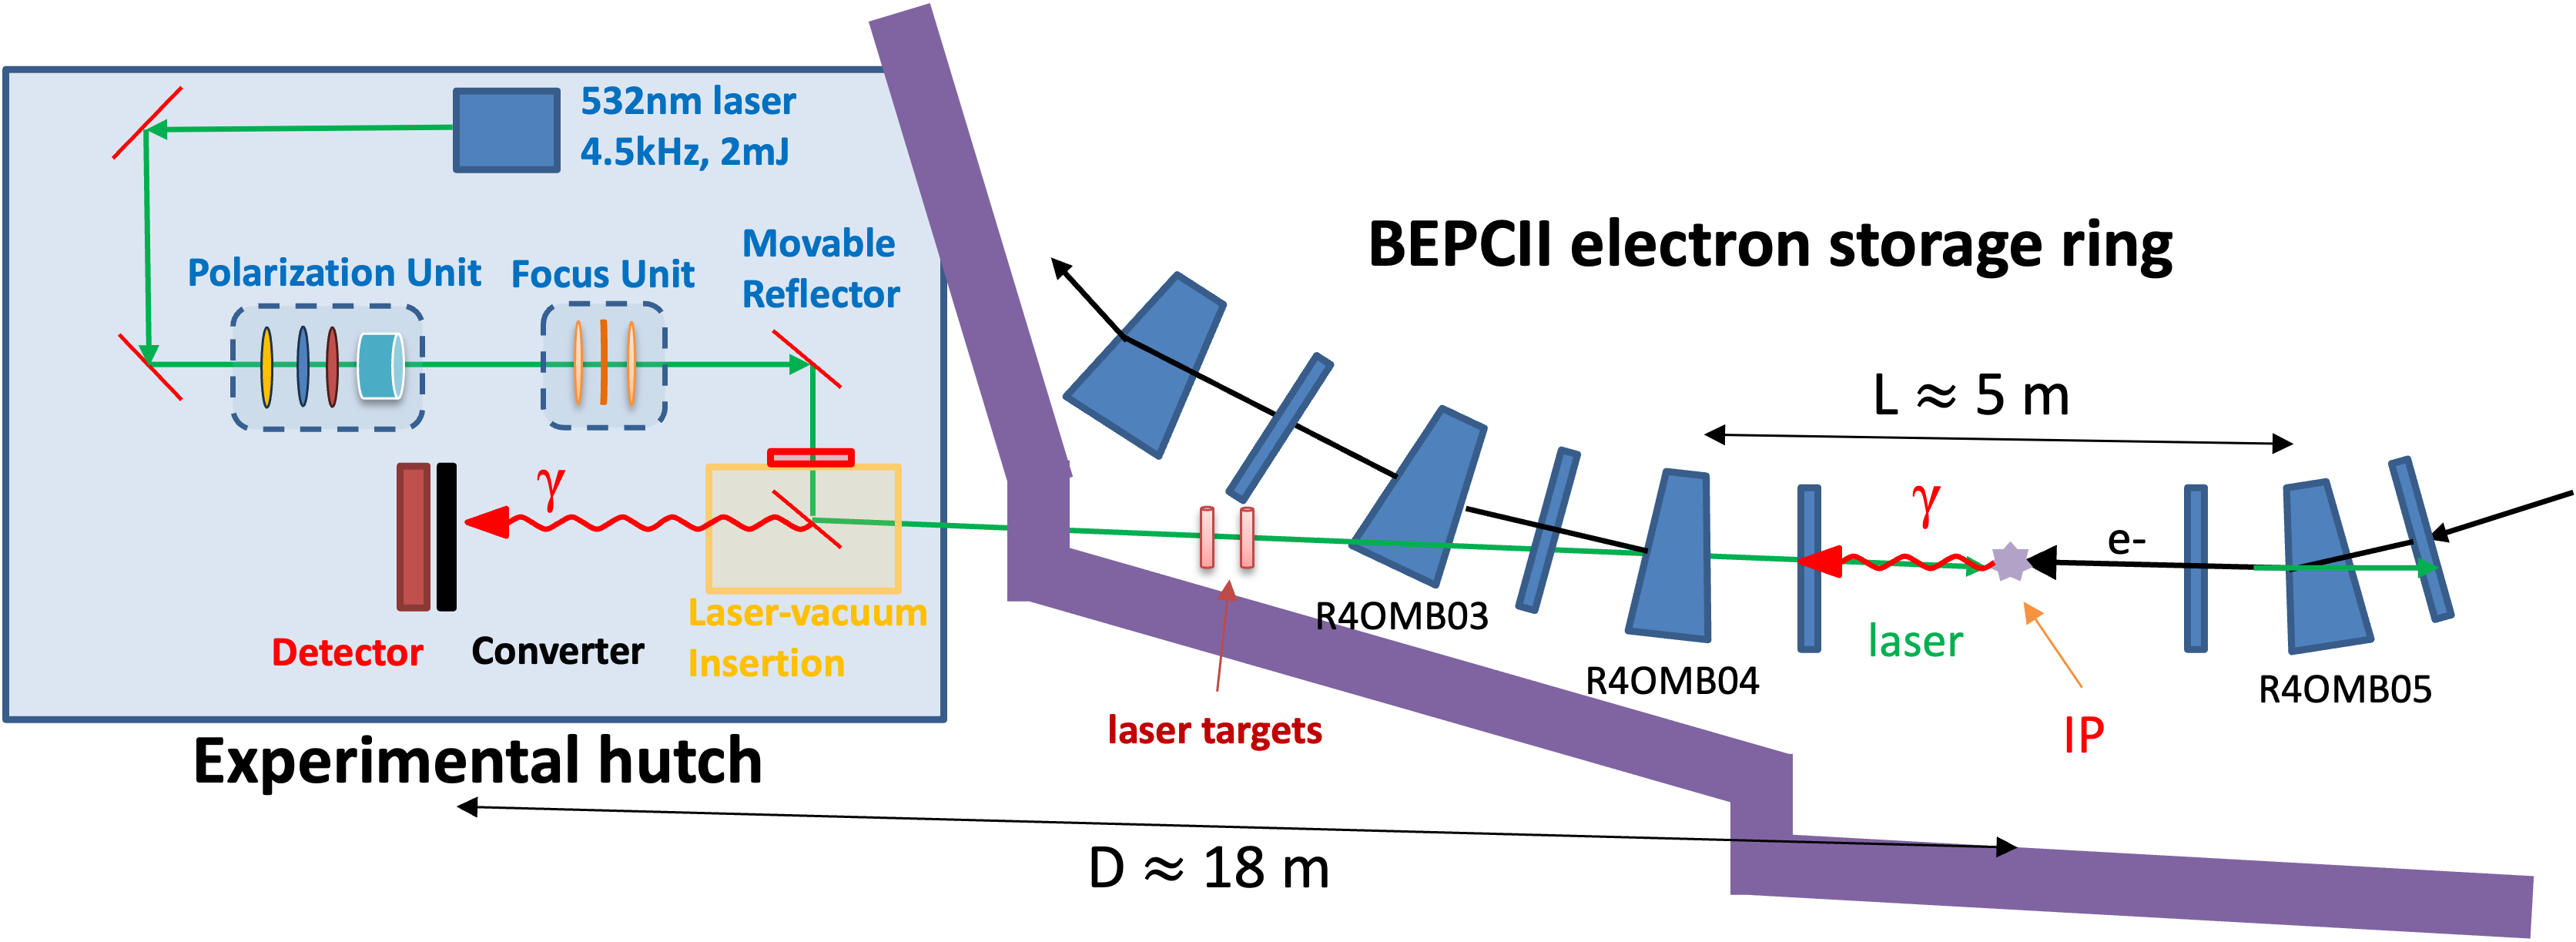 532nm laser
4.5kHz, 2mJ
Polarization Unit
Focus Unit
Movable
Reflector
γ
Detector
Converter
Laser-vacuum
Insertion
Experimental hutch
BEPCII electron storage ring
L ≈ 5 m
γ
e-
laser
IP
R4OMB03
R4OMB04
R4OMB05
laser targets
D ≈ 18 m